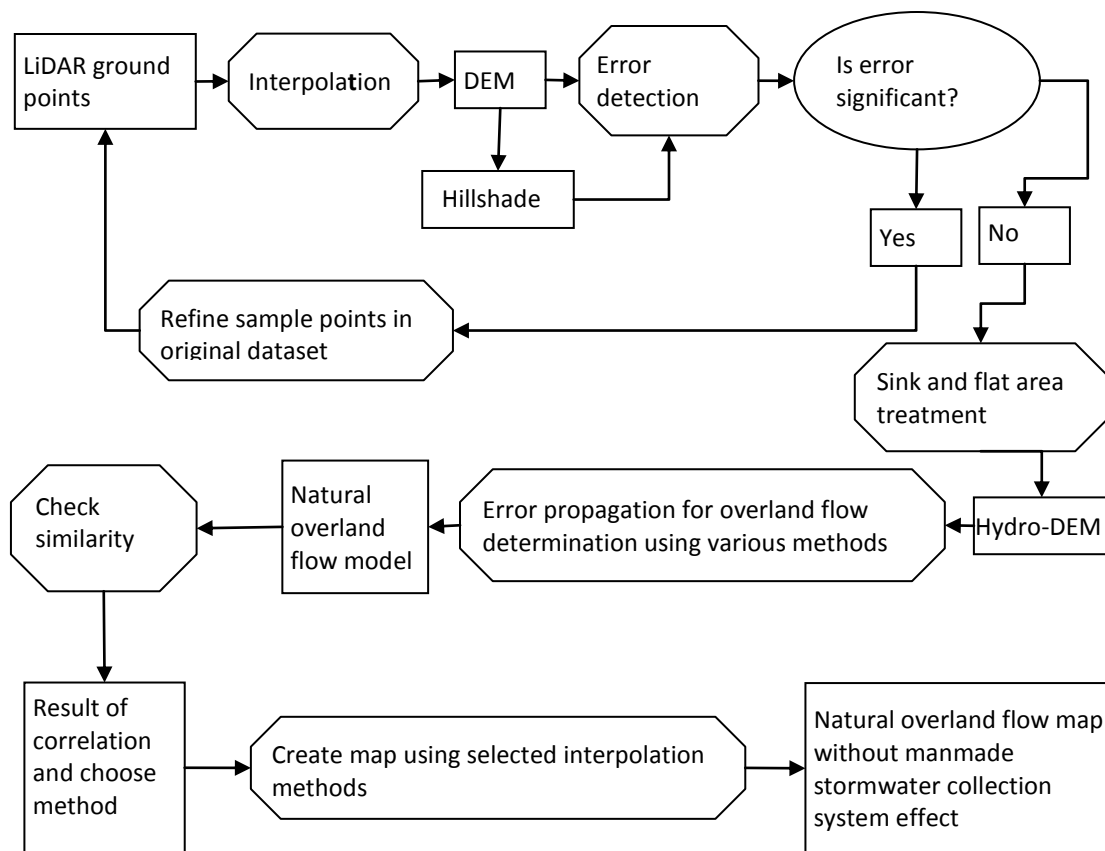 LiDAR ground
points
Interpolation
DEM
Error
detection
Is error
significant?
Hillshade
Yes
No
Refine sample points in
original dataset
Sink and flat area
treatment
Check
similarity
Natural
overland
flow model
Error propagation for overland flow
determination using various methods
Hydro-DEM
Result of
correlation
and choose
method
Create map using selected interpolation
methods
Natural overland flow map
without manmade
stormwater collection
system effect